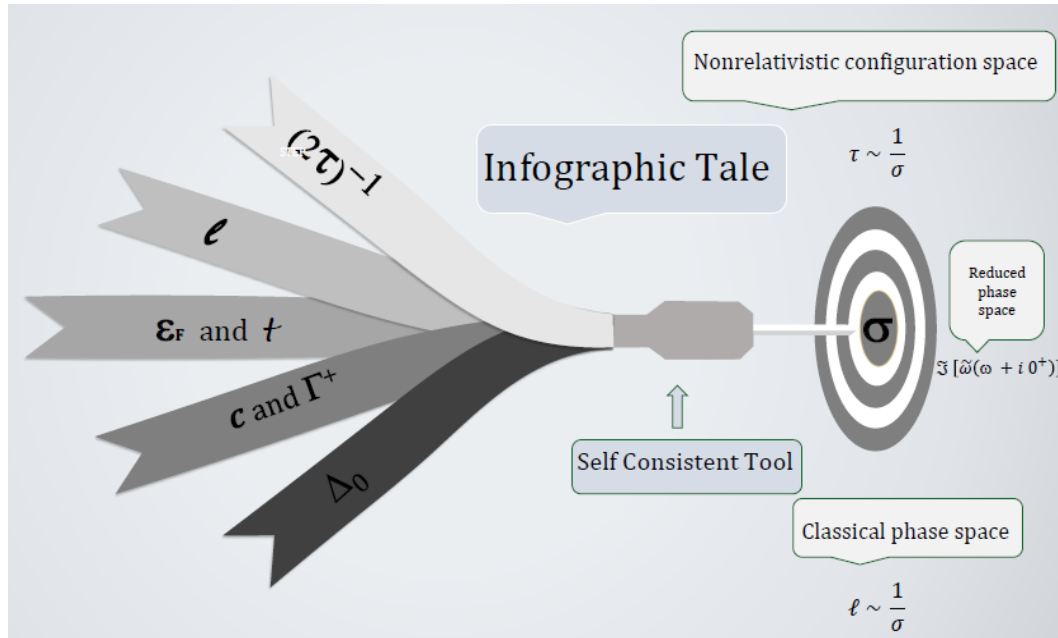 Nonrelativistic configuration space
τ ~ 1/σ
Infographic Tale
(2τ)⁻¹
ℓ
εF and t
c and Γ⁺
Δ₀
σ
Reduced
phase
space
ℑ [ω̃(ω + i 0⁺)]
Self Consistent Tool
Classical phase space
ℓ ~ 1/σ